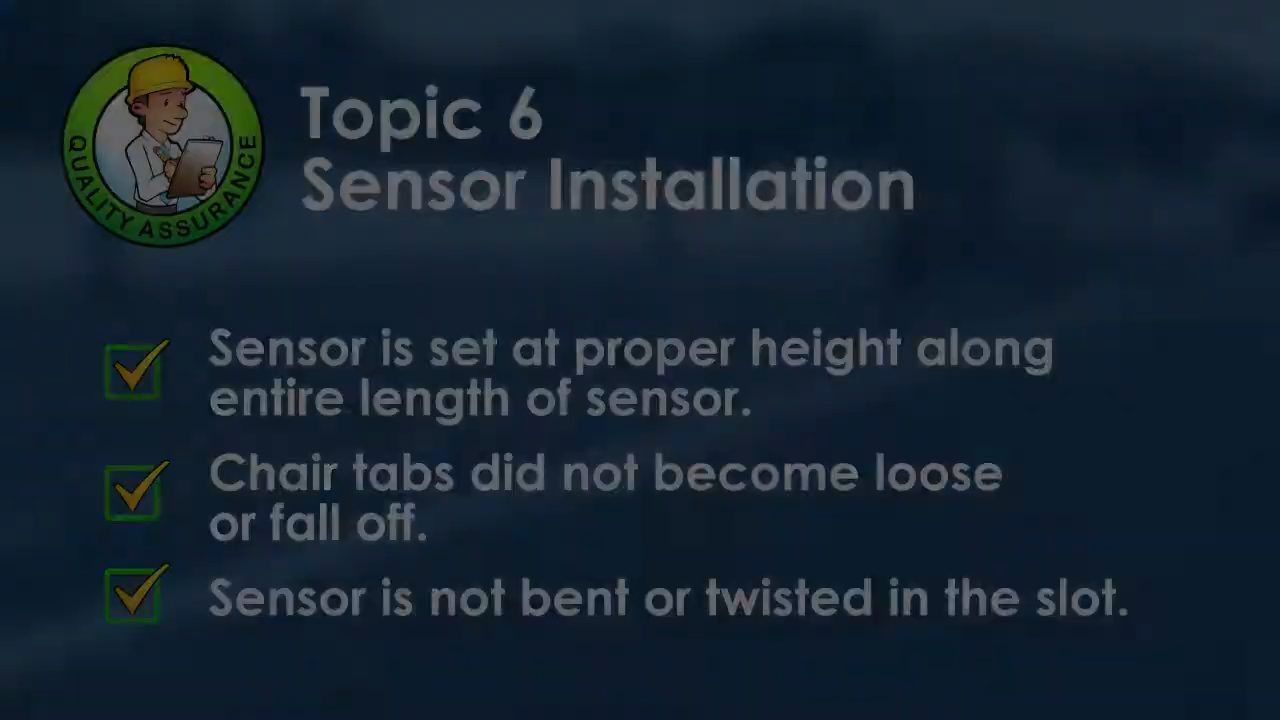 QUALITY ASSURANCE
Topic 6
Sensor Installation
Sensor is set at proper height along
entire length of sensor.
Chair tabs did not become loose
or fall off.
Sensor is not bent or twisted in the slot.